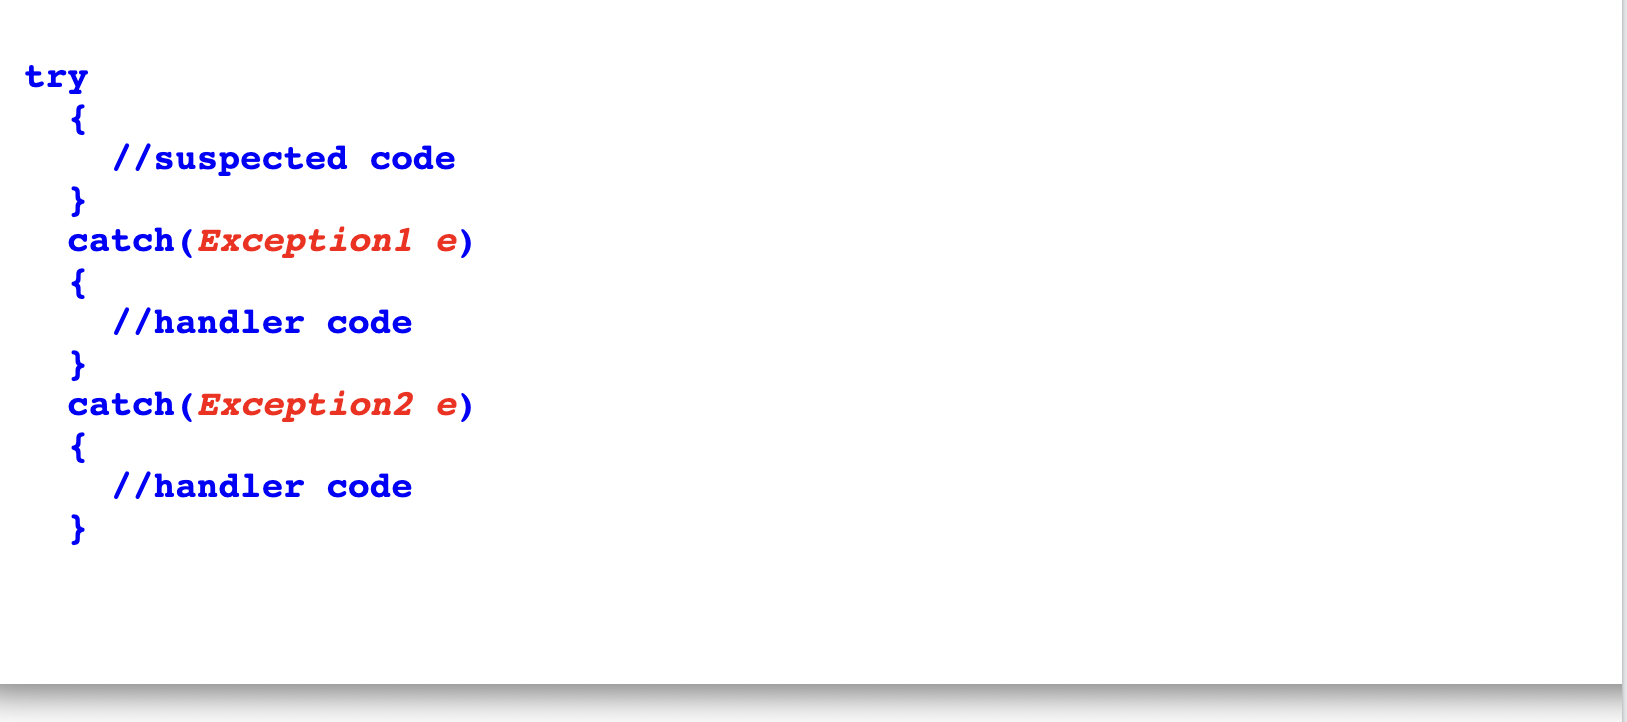 try
{
//suspected code
}
catch(Exception1 e)
{
//handler code
}
catch(Exception2 e)
{
//handler code
}